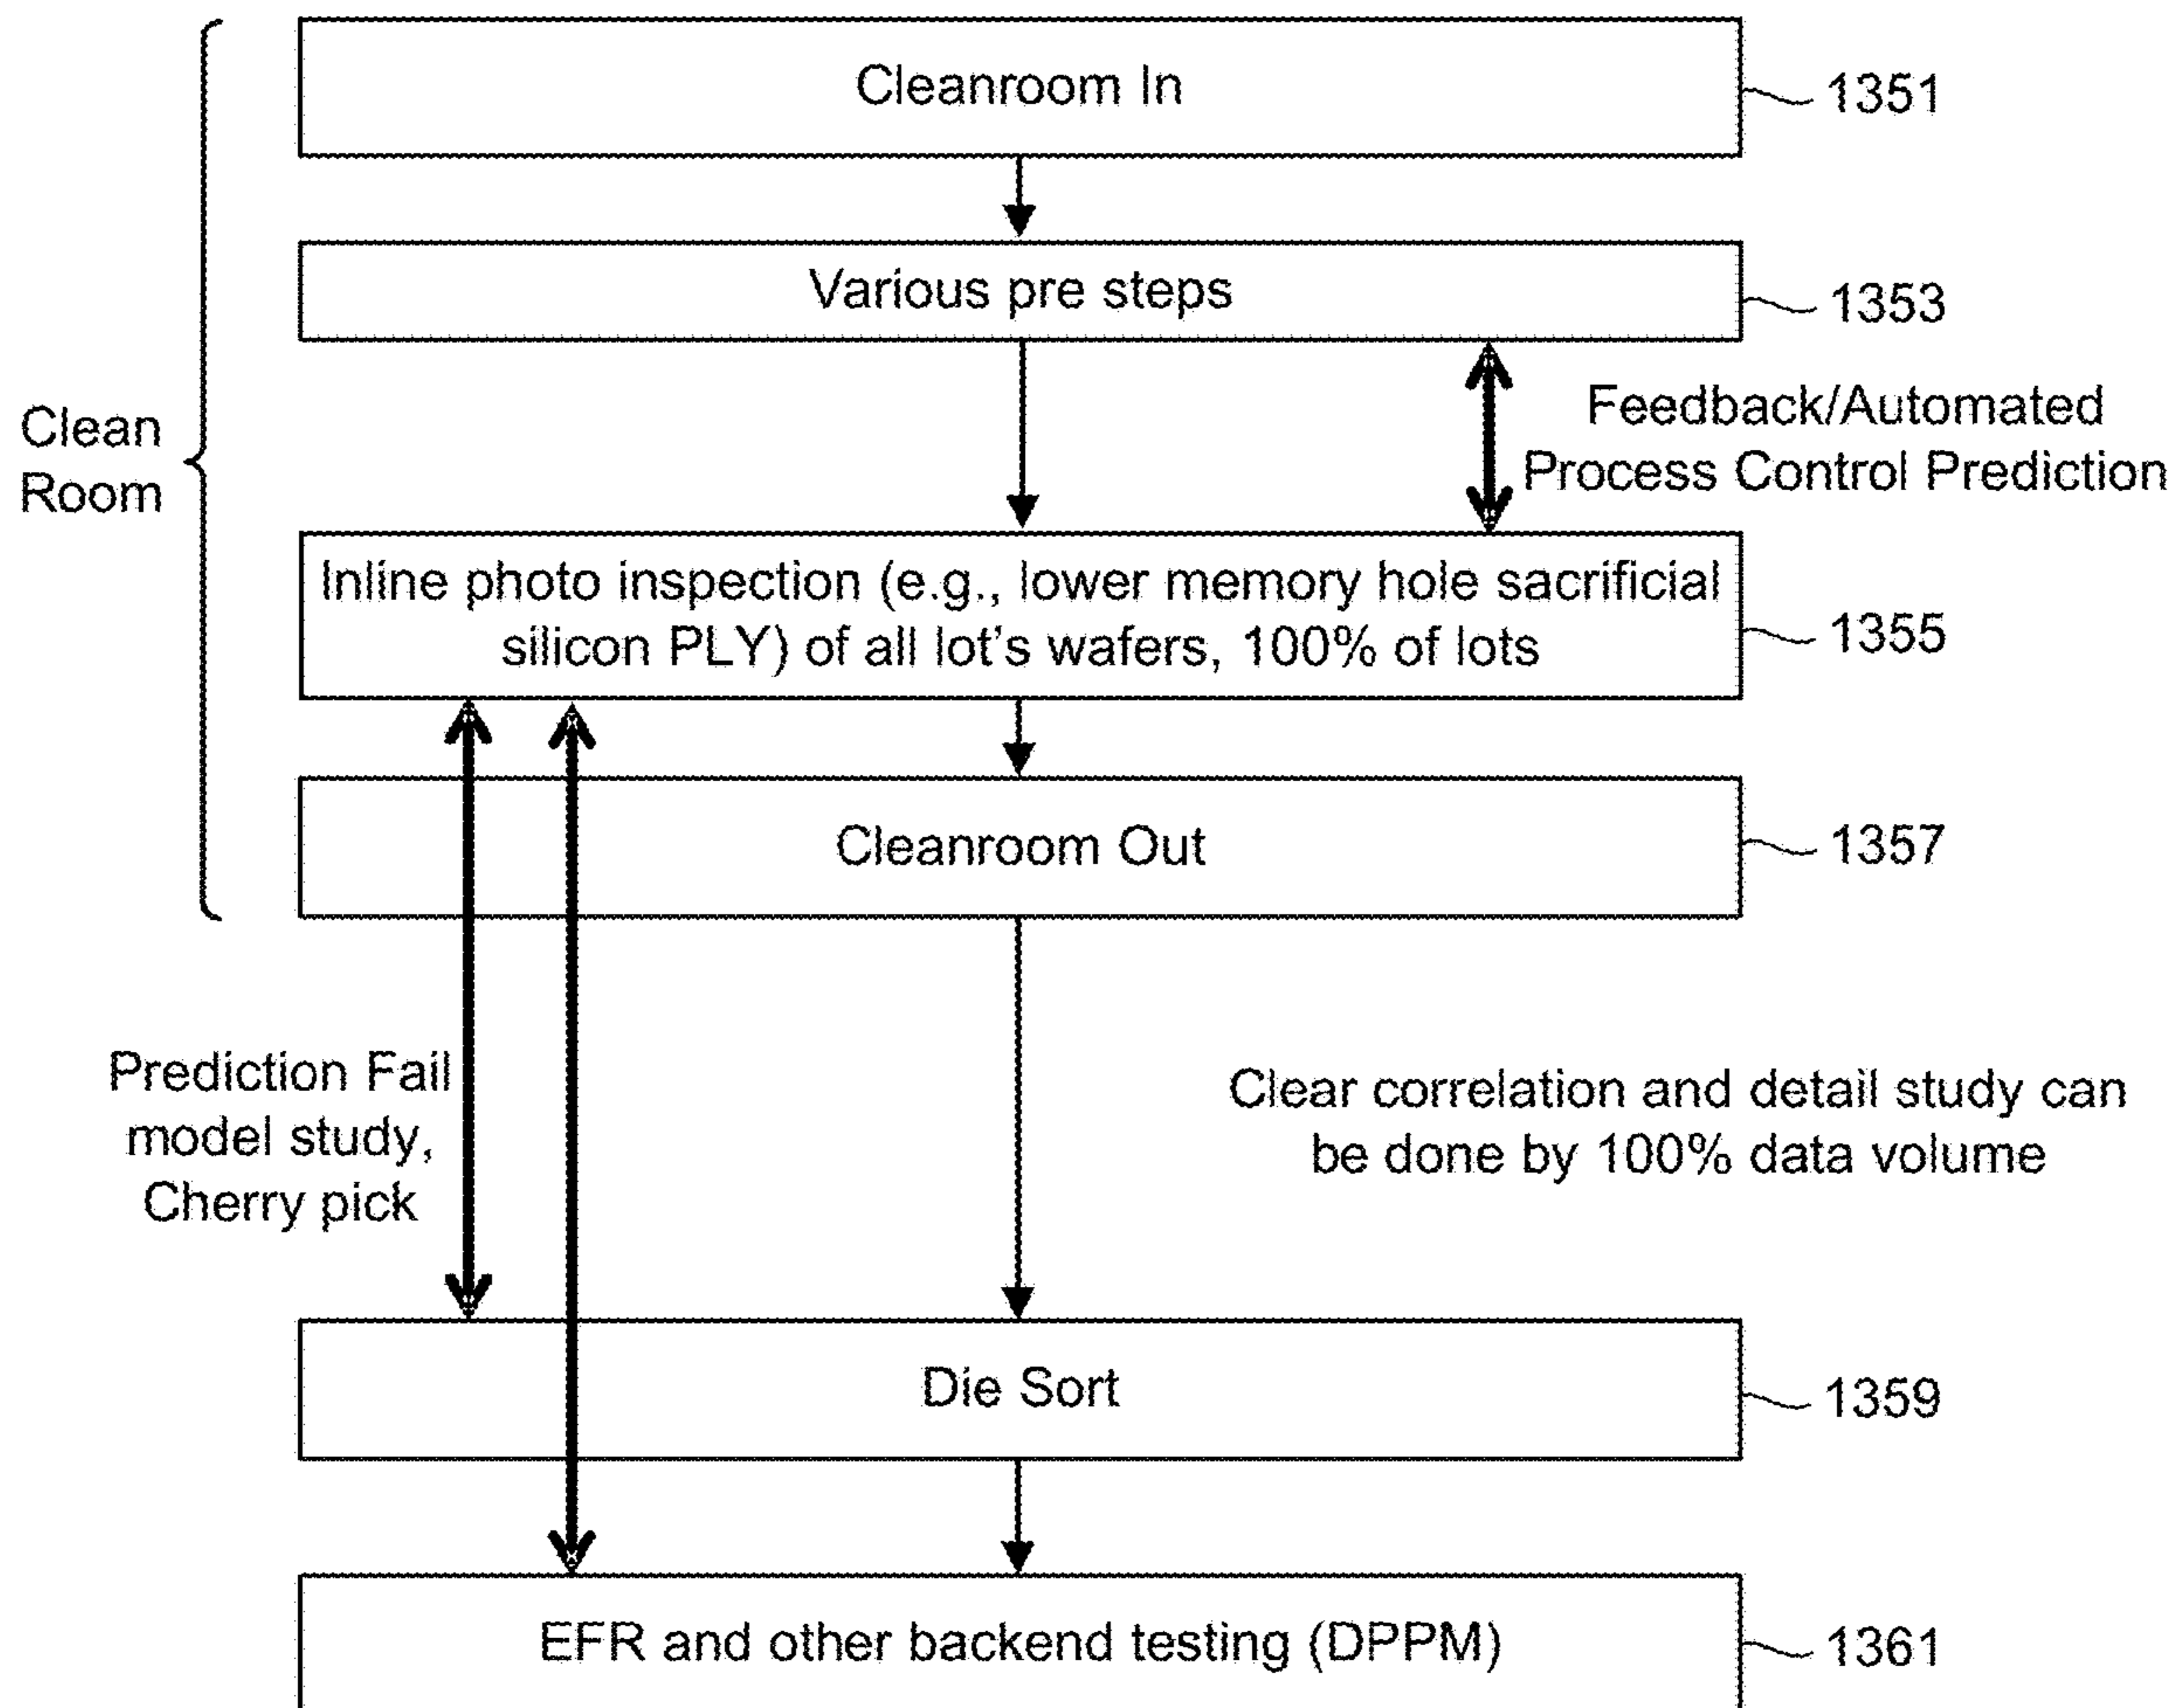 Cleanroom In
1351
Various pre steps
1353
Clean
Room
Feedback/Automated
Process Control Prediction
Inline photo inspection (e.g., lower memory hole sacrificial
silicon PLY) of all lot's wafers, 100% of lots
1355
Cleanroom Out
1357
Prediction Fail
model study,
Cherry pick
Clear correlation and detail study can
be done by 100% data volume
Die Sort
1359
EFR and other backend testing (DPPM)
1361